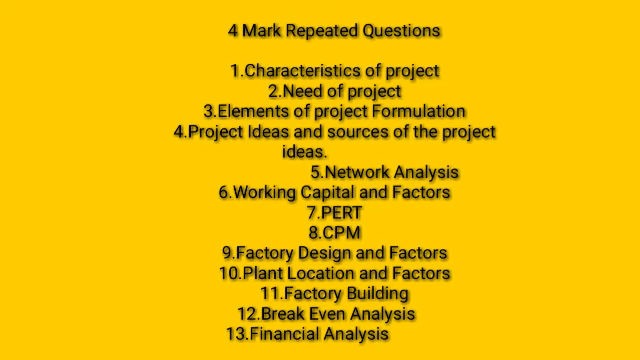 4 Mark Repeated Questions
1.Characteristics of project
2.Need of project
3.Elements of project Formulation
4.Project Ideas and sources of the project
ideas.
5.Network Analysis
6.Working Capital and Factors
7.PERT
8.CPM
9.Factory Design and Factors
10.Plant Location and Factors
11.Factory Building
12.Break Even Analysis
13.Financial Analysis